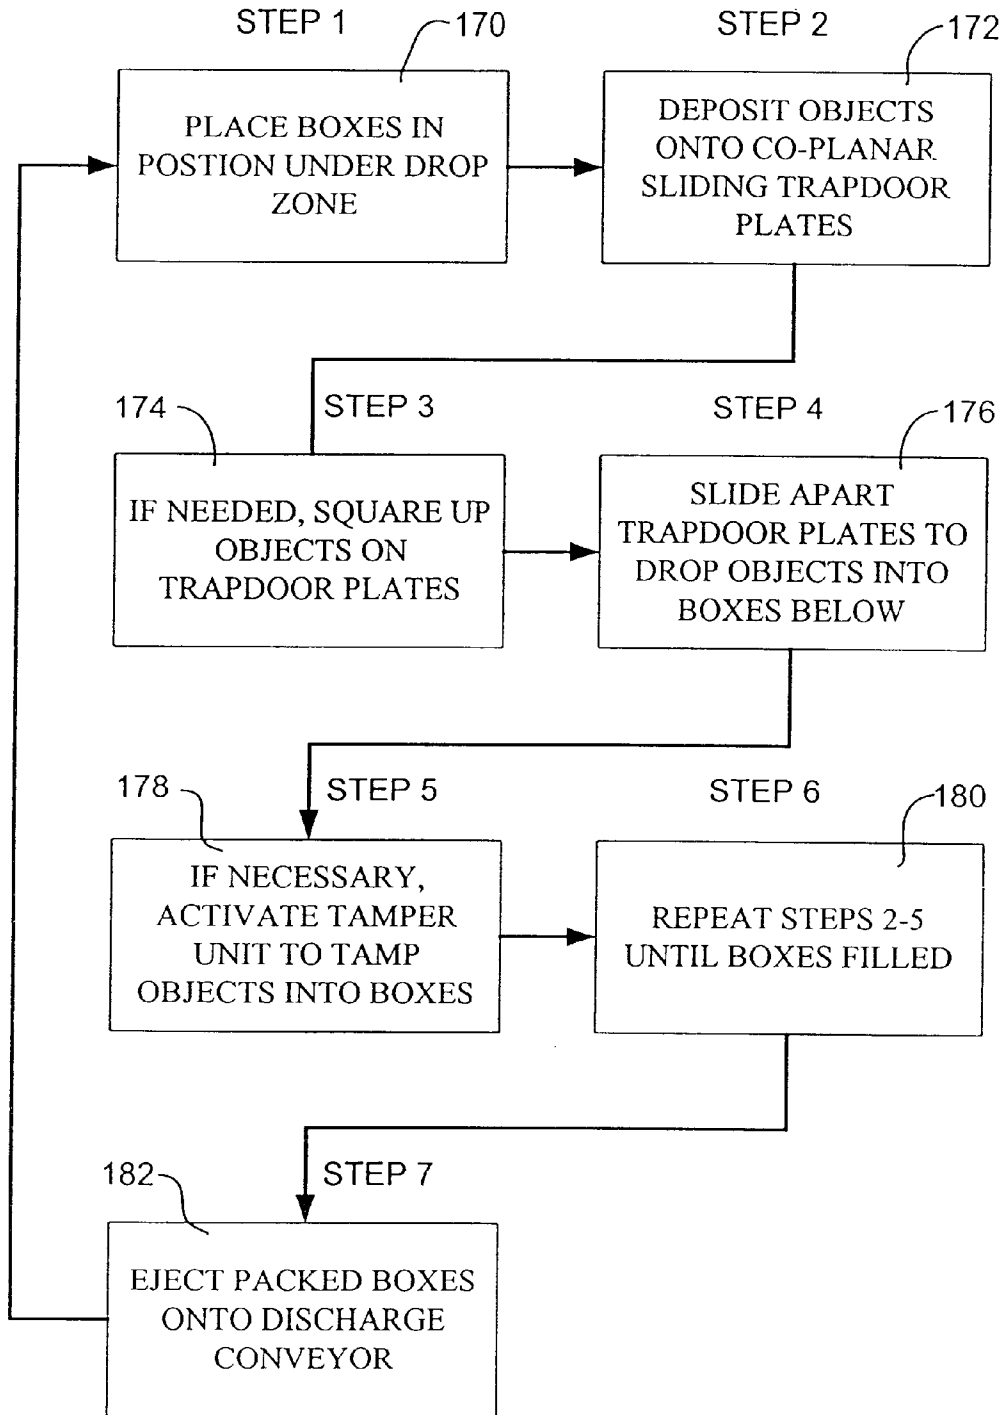 STEP 1
170
PLACE BOXES IN
POSTION UNDER DROP
ZONE
STEP 2
172
DEPOSIT OBJECTS
ONTO CO-PLANAR
SLIDING TRAPDOOR
PLATES
174
STEP 3
IF NEEDED, SQUARE UP
OBJECTS ON
TRAPDOOR PLATES
STEP 4
176
SLIDE APART
TRAPDOOR PLATES TO
DROP OBJECTS INTO
BOXES BELOW
178
STEP 5
IF NECESSARY,
ACTIVATE TAMPER
UNIT TO TAMP
OBJECTS INTO BOXES
STEP 6
180
REPEAT STEPS 2-5
UNTIL BOXES FILLED
182
STEP 7
EJECT PACKED BOXES
ONTO DISCHARGE
CONVEYOR